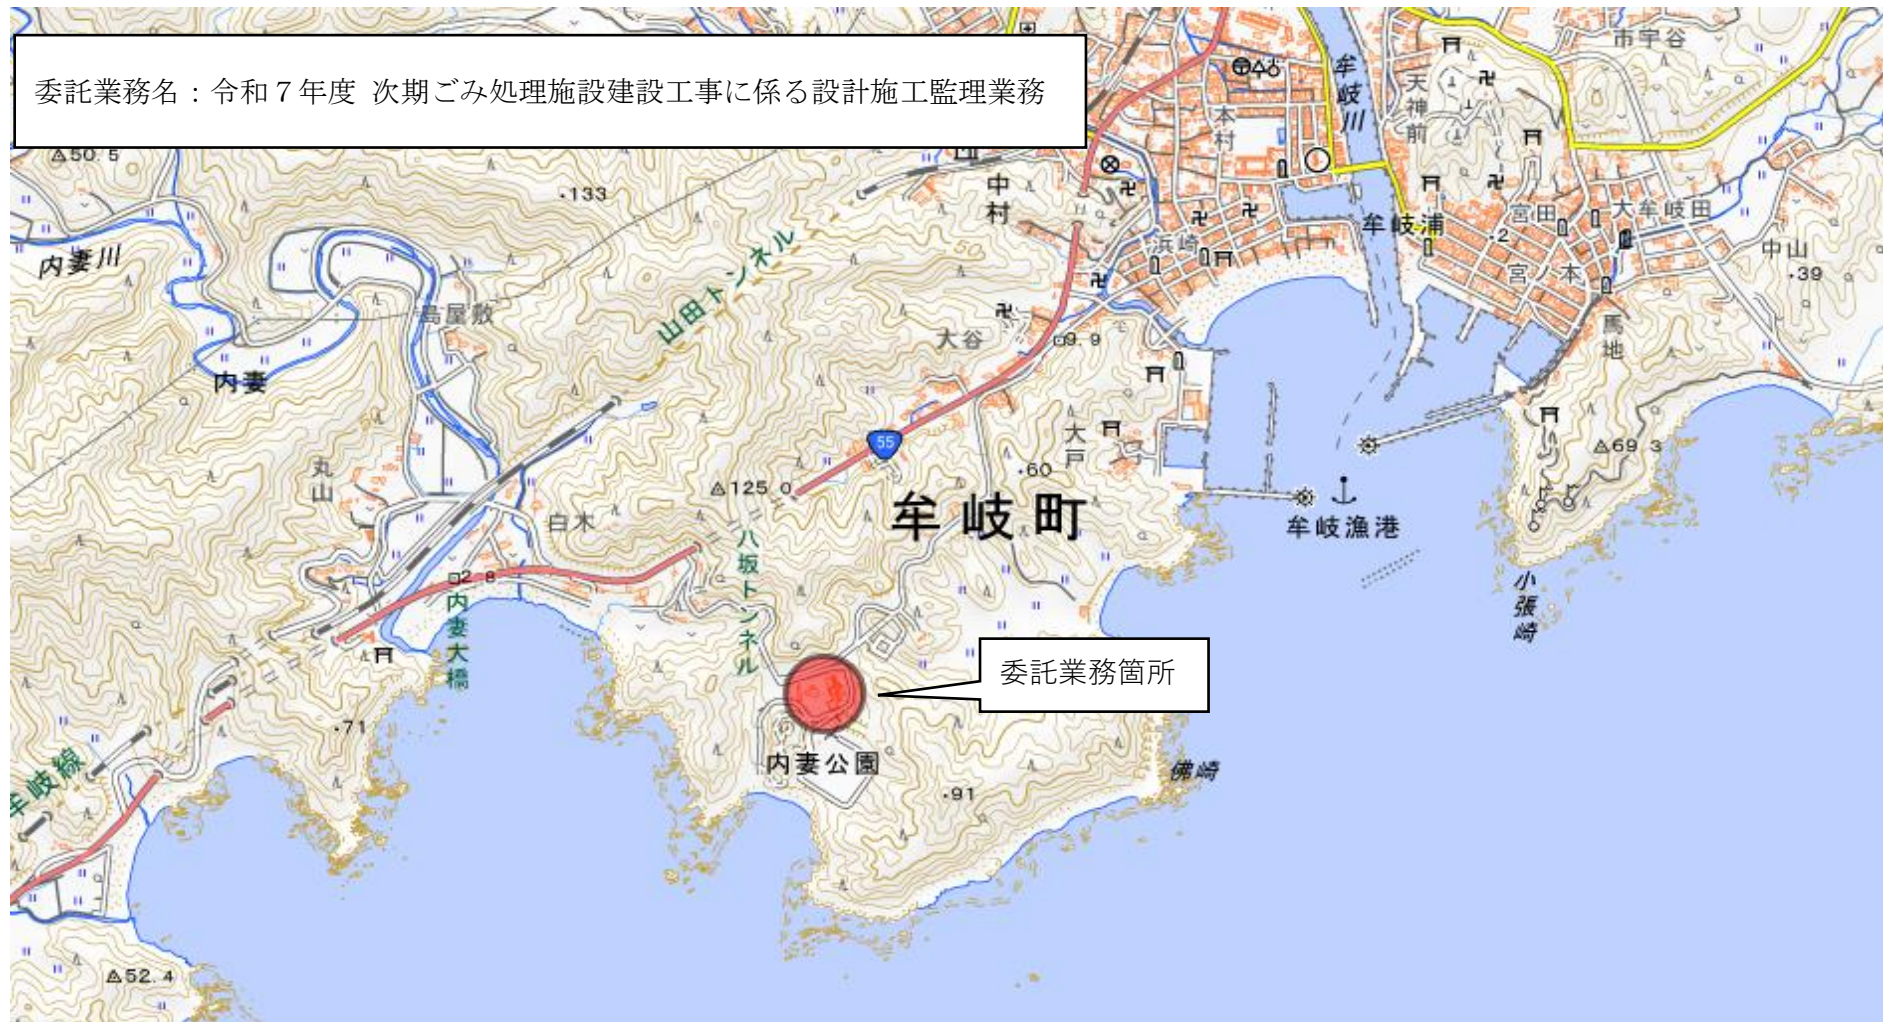 委託業務名：令和７年度 次期ごみ処理施設建設工事に係る設計施工監理業務
市宇谷
牟岐川
天神前
本村
50.5
133
中村
宮田
大牟岐田
牟岐浦
2
浜崎
中山
39
宮ノ本
内妻川
山田トンネル
50
島屋敷
馬地
大谷
9.9
内妻
大戸
55
69.3
丸山
60
125.0
牟岐町
白木
牟岐漁港
八坂トンネル
2.8
内妻大橋
小張崎
委託業務箇所
71
牟岐線
内妻公園
佛崎
91
52.4